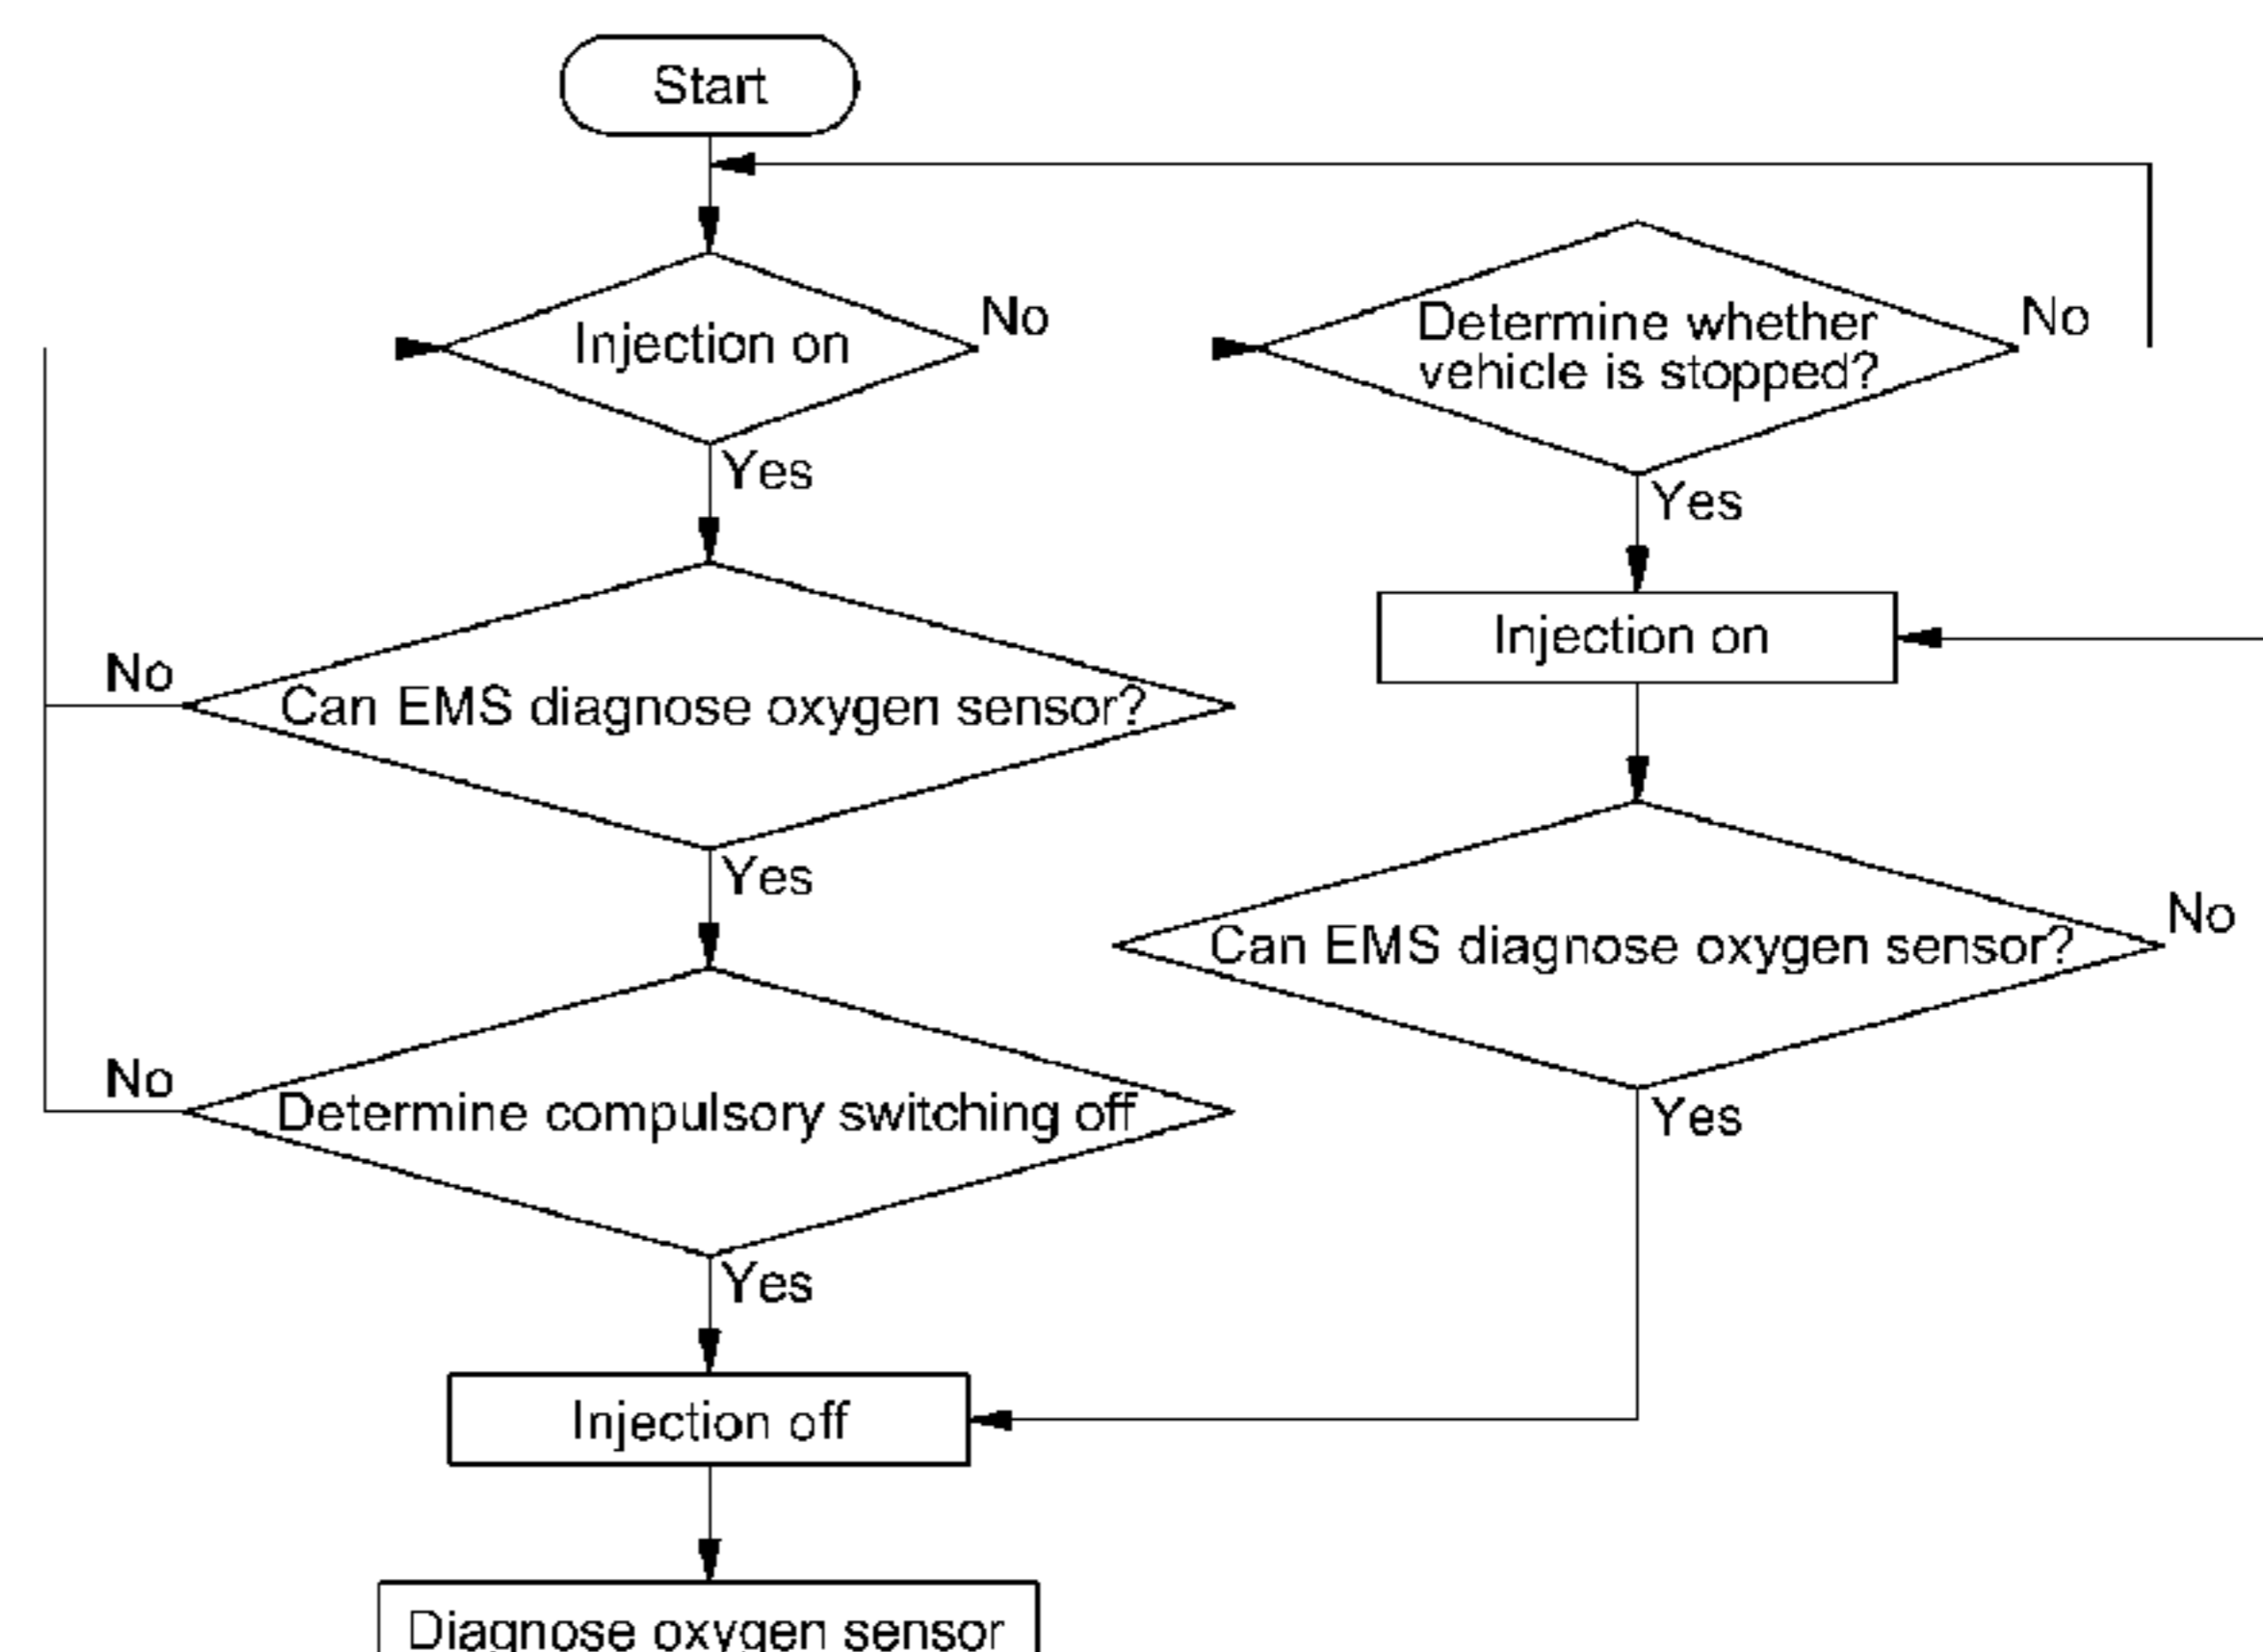 Start
Injection on
No
Yes
Can EMS diagnose oxygen sensor?
No
Yes
Determine compulsory switching off
No
Yes
Injection off
Diagnose oxygen sensor
Determine whether
vehicle is stopped?
No
Yes
Injection on
Can EMS diagnose oxygen sensor?
No
Yes